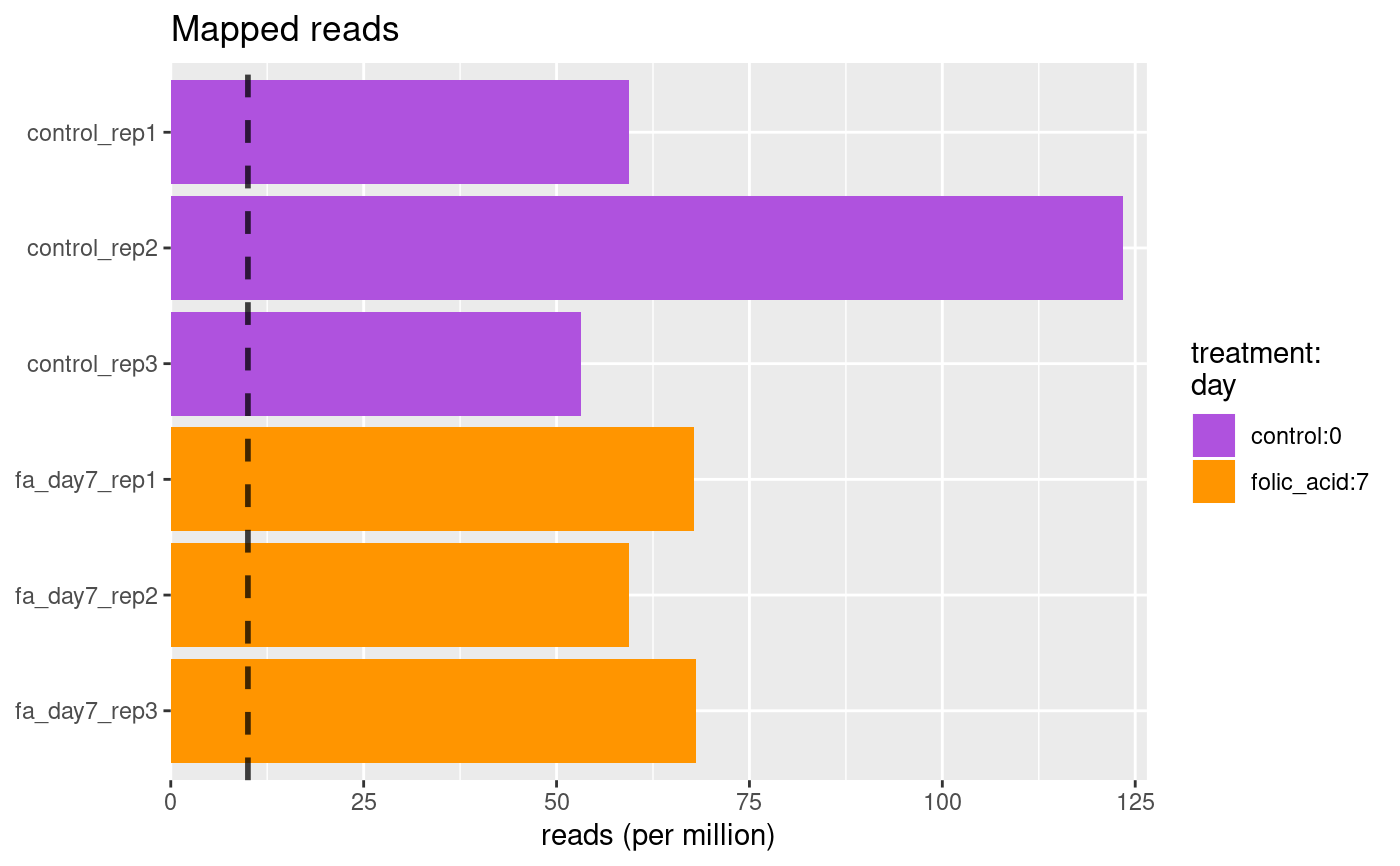 Mapped reads
control_rep1
control_rep2
control_rep3
fa_day7_rep1
fa_day7_rep2
fa_day7_rep3
0 25 50 75 100 125
reads (per million)
treatment:
day
control:0
folic_acid:7